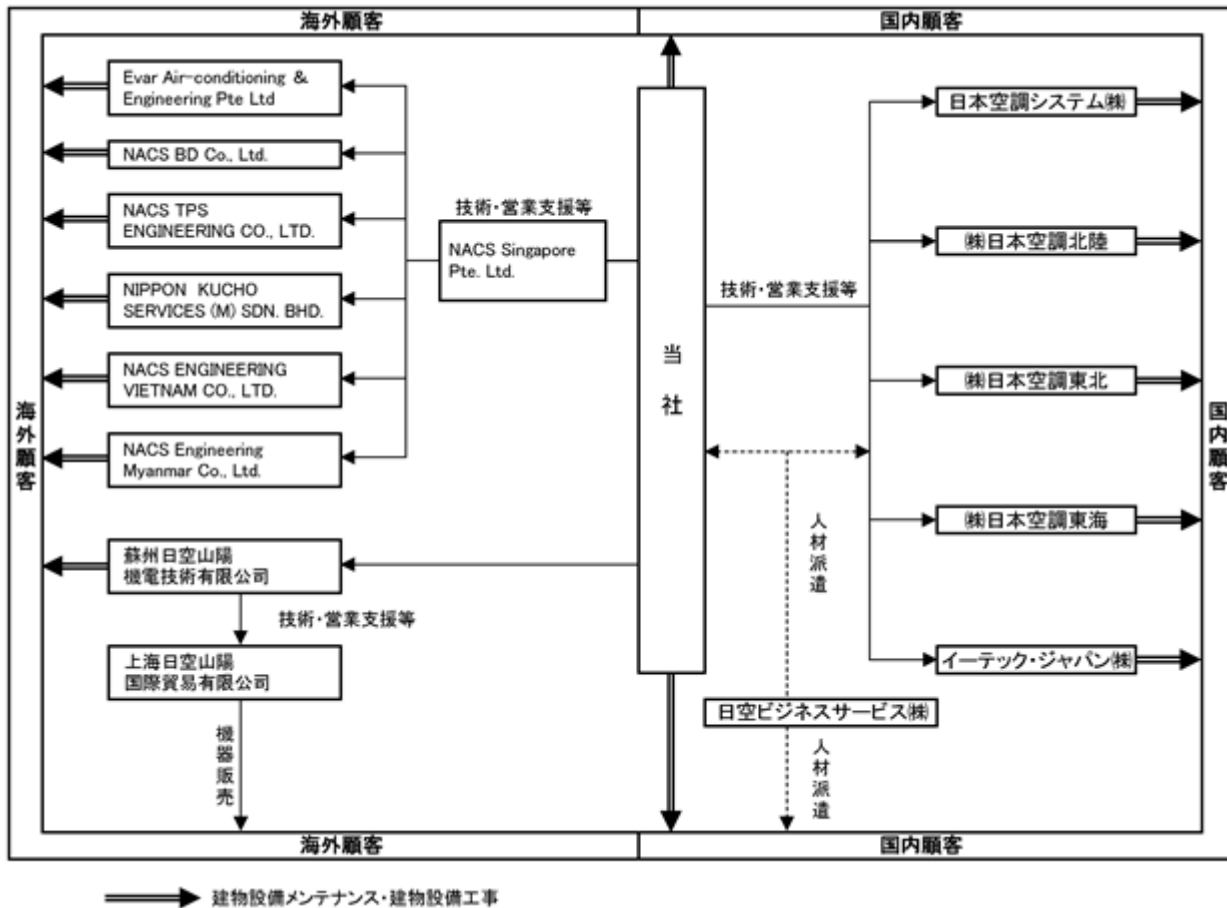 海外顧客
国内顧客
Evar Air-conditioning &
Engineering Pte Ltd
NACS BD Co., Ltd.
NACS TPS
ENGINEERING CO., LTD.
NIPPON KUCHO
SERVICES (M) SDN. BHD.
NACS ENGINEERING
VIETNAM CO., LTD.
NACS Engineering
Myanmar Co., Ltd.
蘇州日空山陽
機電技術有限公司
技術・営業支援等
上海日空山陽
国際貿易有限公司
機器販売
海外顧客
技術・営業支援等
NACS Singapore
Pte. Ltd.
当社
技術・営業支援等
日本空調システム㈱
㈱日本空調北陸
㈱日本空調東北
㈱日本空調東海
イーテック・ジャパン㈱
人材派遣
日空ビジネスサービス㈱
人材派遣
国内顧客
海外顧客
国内顧客
建物設備メンテナンス・建物設備工事